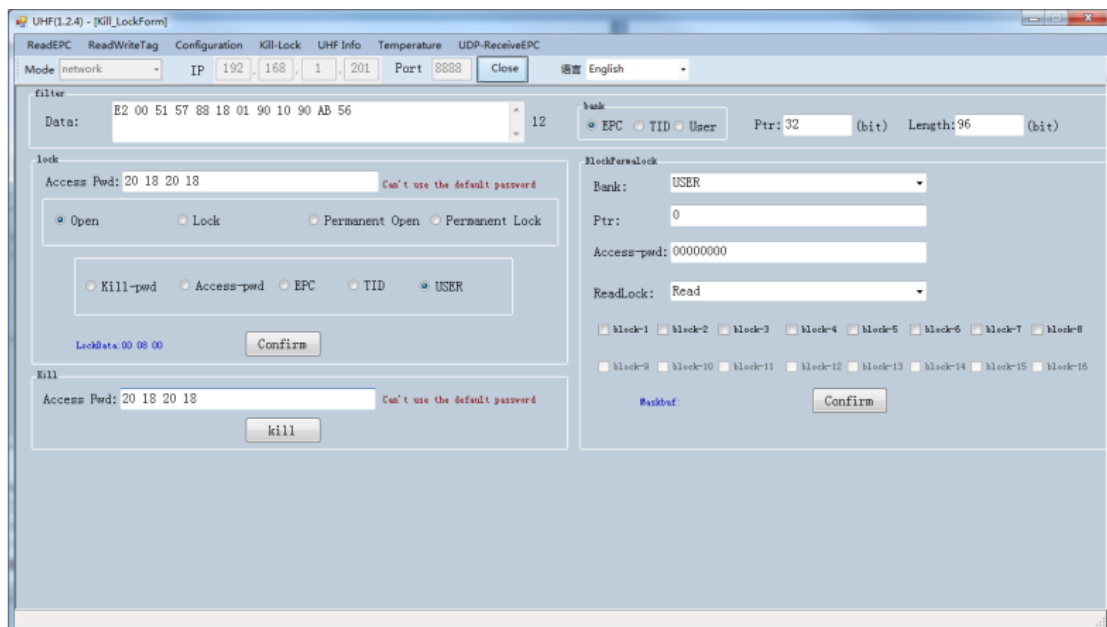 UHF(1.2.4) - [Kill_LockForm]
ReadEPC ReadWriteTag Configuration Kill-Lock UHF Info Temperature UDP-ReceiveEPC
Mode network IP 192 . 168 . 1 . 201 Port 8888 Close 语言 English
filter
Data: E2 00 51 57 88 18 01 90 10 90 AB 56 12
bank
EPC TID User Ptr: 32 (bit) Length: 96 (bit)
lock
Access Pwd: 20 18 20 18 Can't use the default password
Open Lock Permanent Open Permanent Lock
Kill-pwd Access-pwd EPC TID USER
LockData:00 08 00 Confirm
Kill
Access Pwd: 20 18 20 18 Can't use the default password
kill
BlockPermalock
Bank: USER
Ptr: 0
Access-pwd: 00000000
ReadLock: Read
block-1 block-2 block-3 block-4 block-5 block-6 block-7 block-8
block-9 block-10 block-11 block-12 block-13 block-14 block-15 block-16
Maskbuf: Confirm